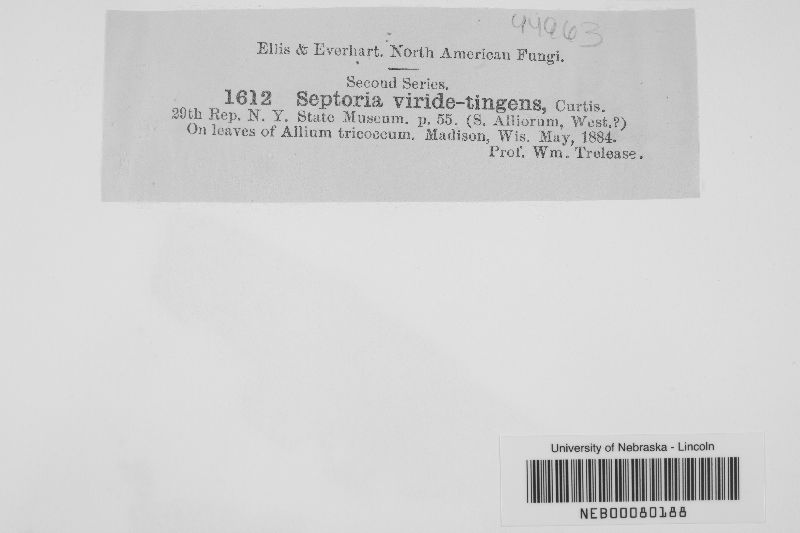 44963
Ellis & Everhart. North American Fungi.
Second Series.
1612 Septoria viride-tingens, Curtis.
29th Rep. N. Y. State Museum. p. 55. (S. Alliorum, West.?)
On leaves of Allium tricoccum. Madison, Wis. May, 1884.
Prof. Wm. Trelease.
University of Nebraska - Lincoln
NEB00080188